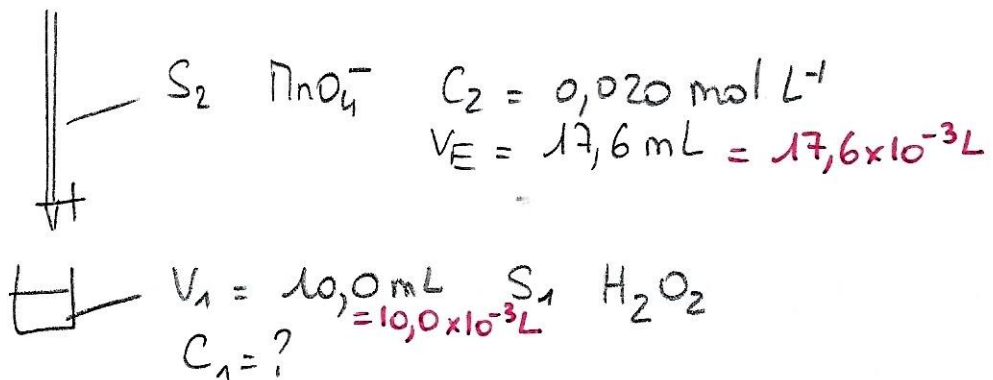 S₂ MnO₄⁻ C₂ = 0,020 mol L⁻¹
V_E = 17,6 mL = 17,6×10⁻³L
V₁ = 10,0 mL S₁ H₂O₂
=10,0×10⁻³L
C₁ = ?